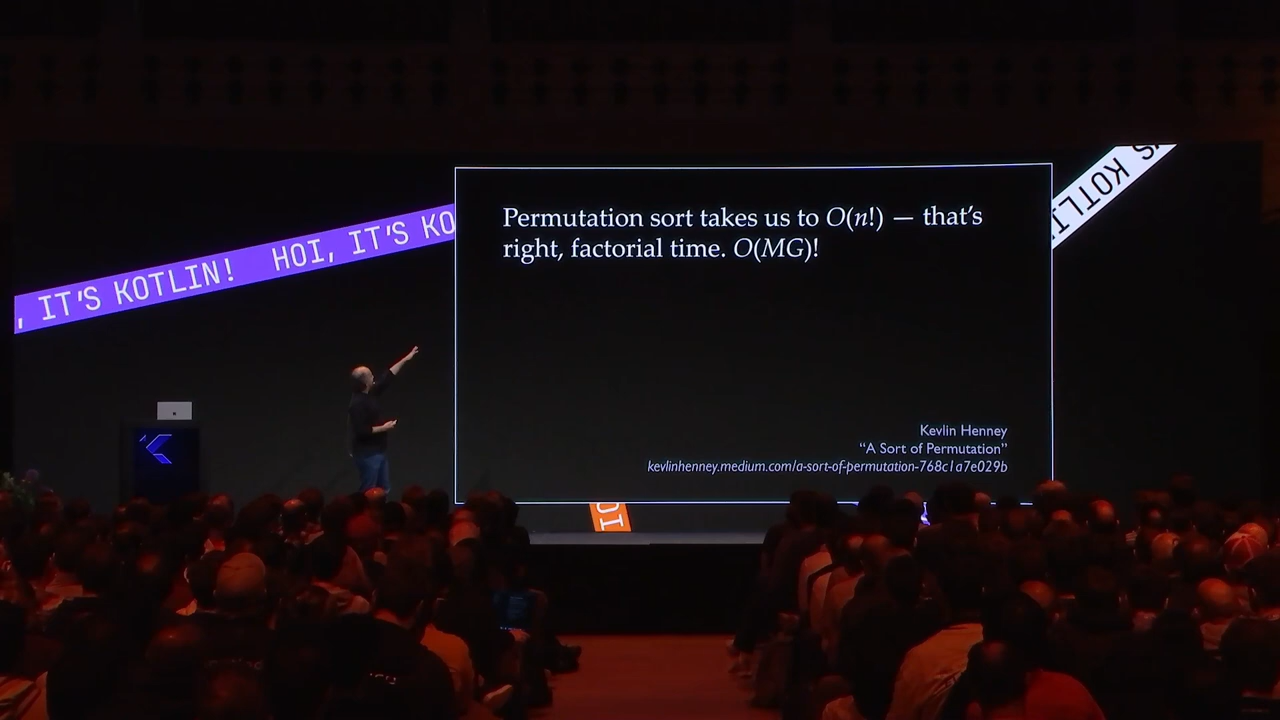 , IT'S KOTLIN! HOI, IT'S KO
Permutation sort takes us to O(n!) — that's
right, factorial time. O(MG)!
Kevlin Henney
“A Sort of Permutation”
kevlinhenney.medium.com/a-sort-of-permutation-768c1a7e029b
'S KOTLI
OI